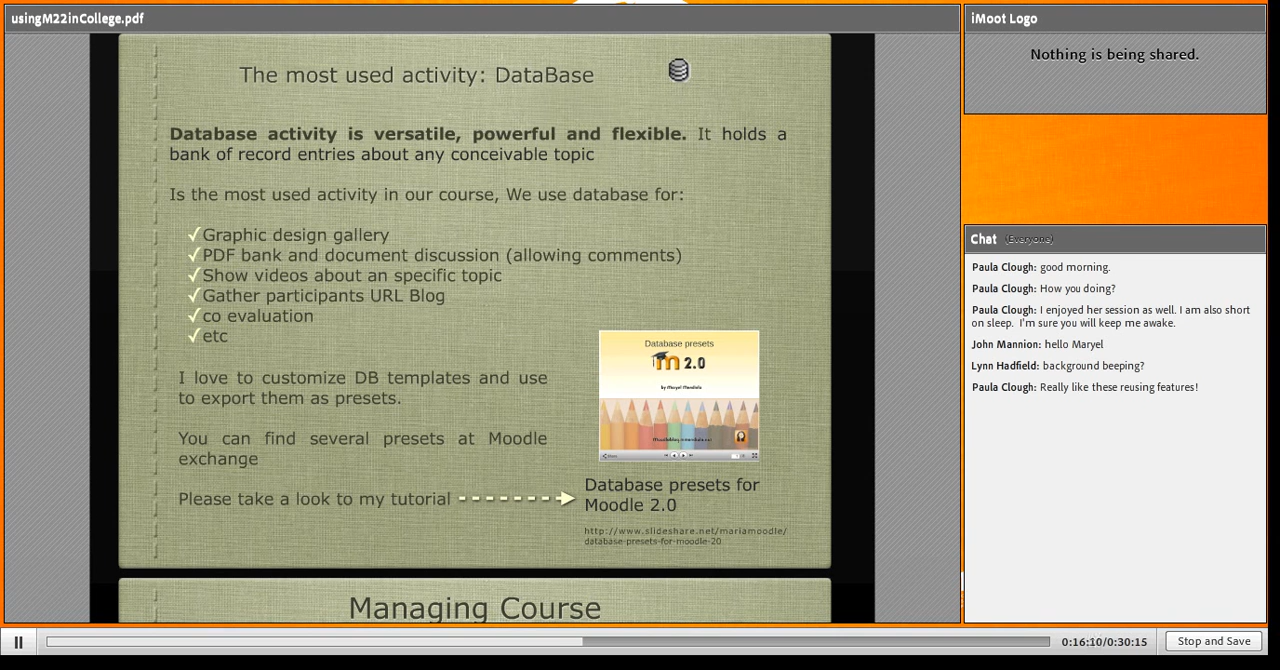 usingM22inCollege.pdf
The most used activity: DataBase
Database activity is versatile, powerful and flexible. It holds a
bank of record entries about any conceivable topic
Is the most used activity in our course, We use database for:
✓Graphic design gallery
✓PDF bank and document discussion (allowing comments)
✓Show videos about an specific topic
✓Gather participants URL Blog
✓co evaluation
✓etc
I love to customize DB templates and use
to export them as presets.
You can find several presets at Moodle
exchange
Please take a look to my tutorial
Database presets
m 2.0
Database presets for
Moodle 2.0
http://www.slideshare.net/mariamoodle/
database-presets-for-moodle-20
Managing Course
iMoot Logo
Nothing is being shared.
Chat (Everyone)
Paula Clough: good morning.
Paula Clough: How you doing?
Paula Clough: I enjoyed her session as well. I am also short
on sleep. I'm sure you will keep me awake.
John Mannion: hello Maryel
Lynn Hadfield: background beeping?
Paula Clough: Really like these reusing features!
0:16:10/0:30:15
Stop and Save